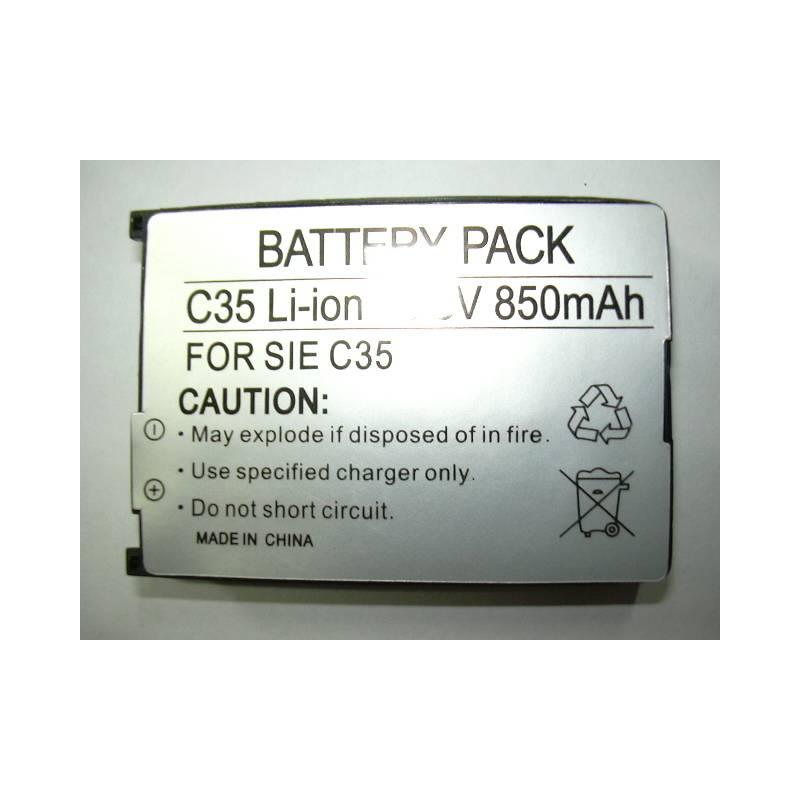 BATTERY PACK
C35 Li-ion V 850mAh
FOR SIE C35
CAUTION:
· May explode if disposed of in fire.
· Use specified charger only.
· Do not short circuit.
MADE IN CHINA